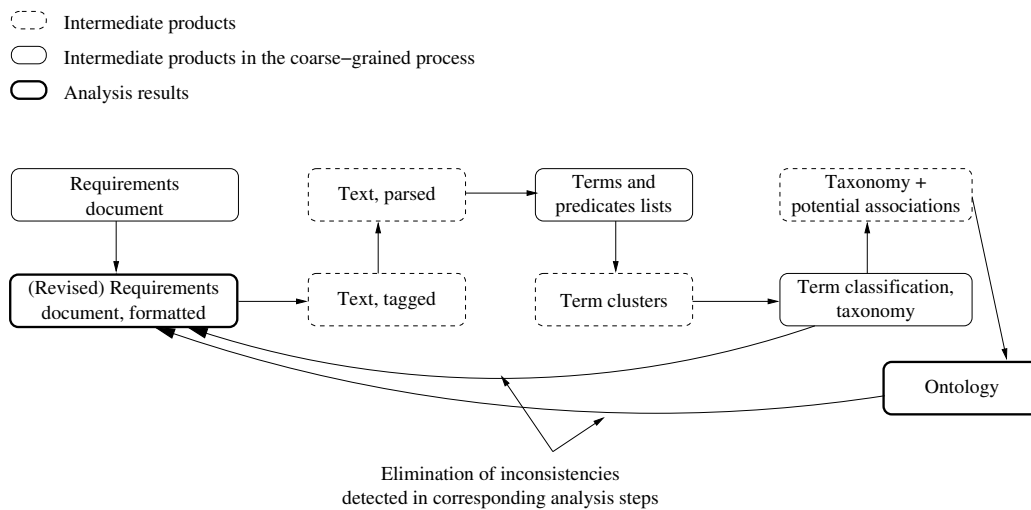 Intermediate products
Intermediate products in the coarse−grained process
Analysis results
Requirements
document
Text, parsed
Terms and
predicates lists
Taxonomy +
potential associations
(Revised) Requirements
document, formatted
Text, tagged
Term clusters
Term classification,
taxonomy
Ontology
Elimination of inconsistencies
detected in corresponding analysis steps